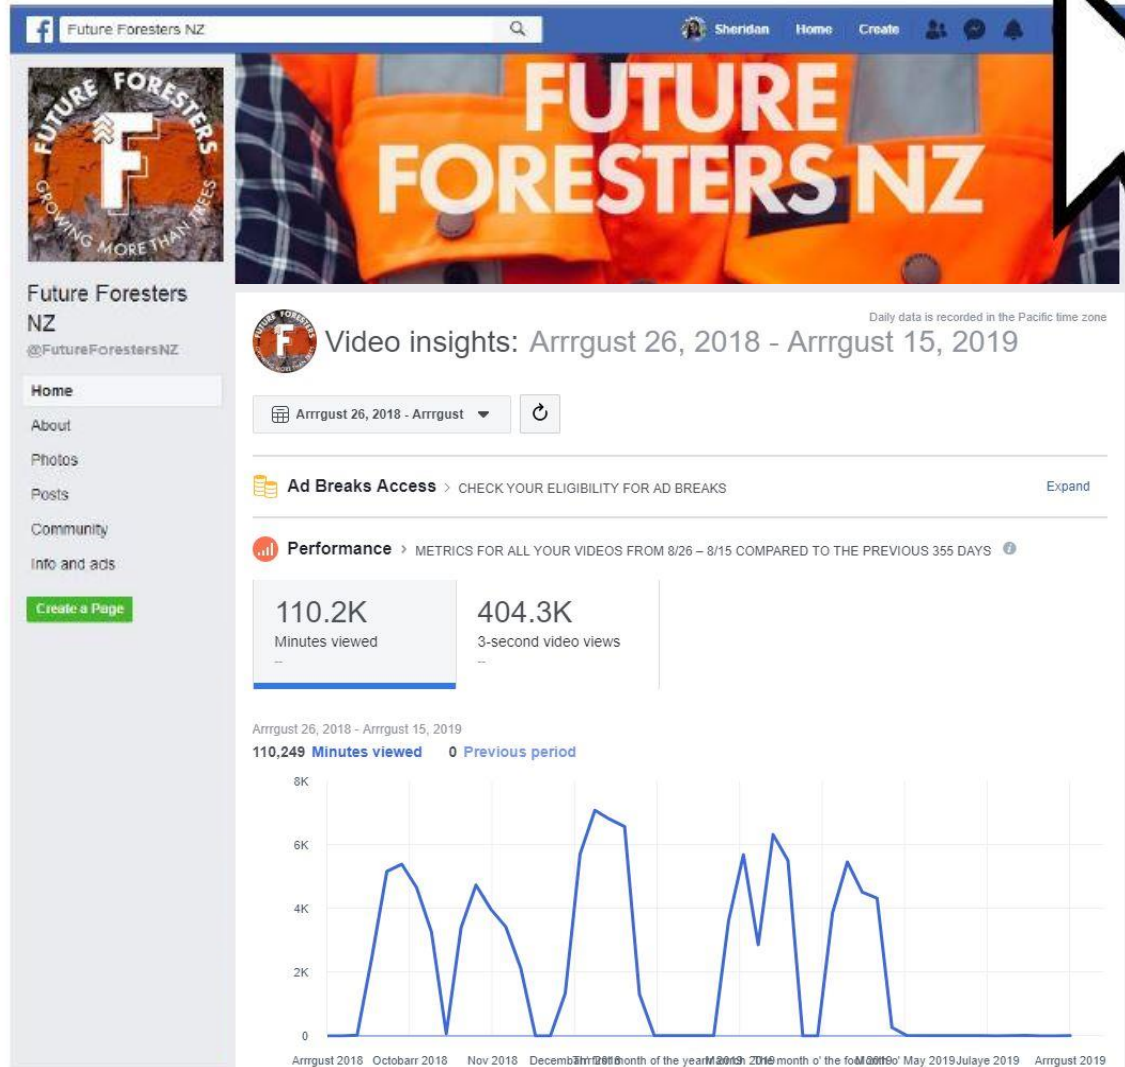 Future Foresters NZ
Sheridan Home Create
FUTURE FORESTERS
F
GROWING MORE THAN TREES
FUTURE
FORESTERS NZ
Future Foresters
NZ
@FutureForestersNZ
Home
About
Photos
Posts
Community
Info and ads
Create a Page
Daily data is recorded in the Pacific time zone
Video insights: Arrrgust 26, 2018 - Arrrgust 15, 2019
Arrrgust 26, 2018 - Arrrgust
Ad Breaks Access > CHECK YOUR ELIGIBILITY FOR AD BREAKS Expand
Performance > METRICS FOR ALL YOUR VIDEOS FROM 8/26 – 8/15 COMPARED TO THE PREVIOUS 355 DAYS
110.2K 404.3K
Minutes viewed 3-second video views
-- --
Arrrgust 26, 2018 - Arrrgust 15, 2019
110,249 Minutes viewed 0 Previous period
8K
6K
4K
2K
0
Arrrgust 2018 Octobarr 2018 Nov 2018 month of the year month o' the May 2019 Julaye 2019 Arrrgust 2019